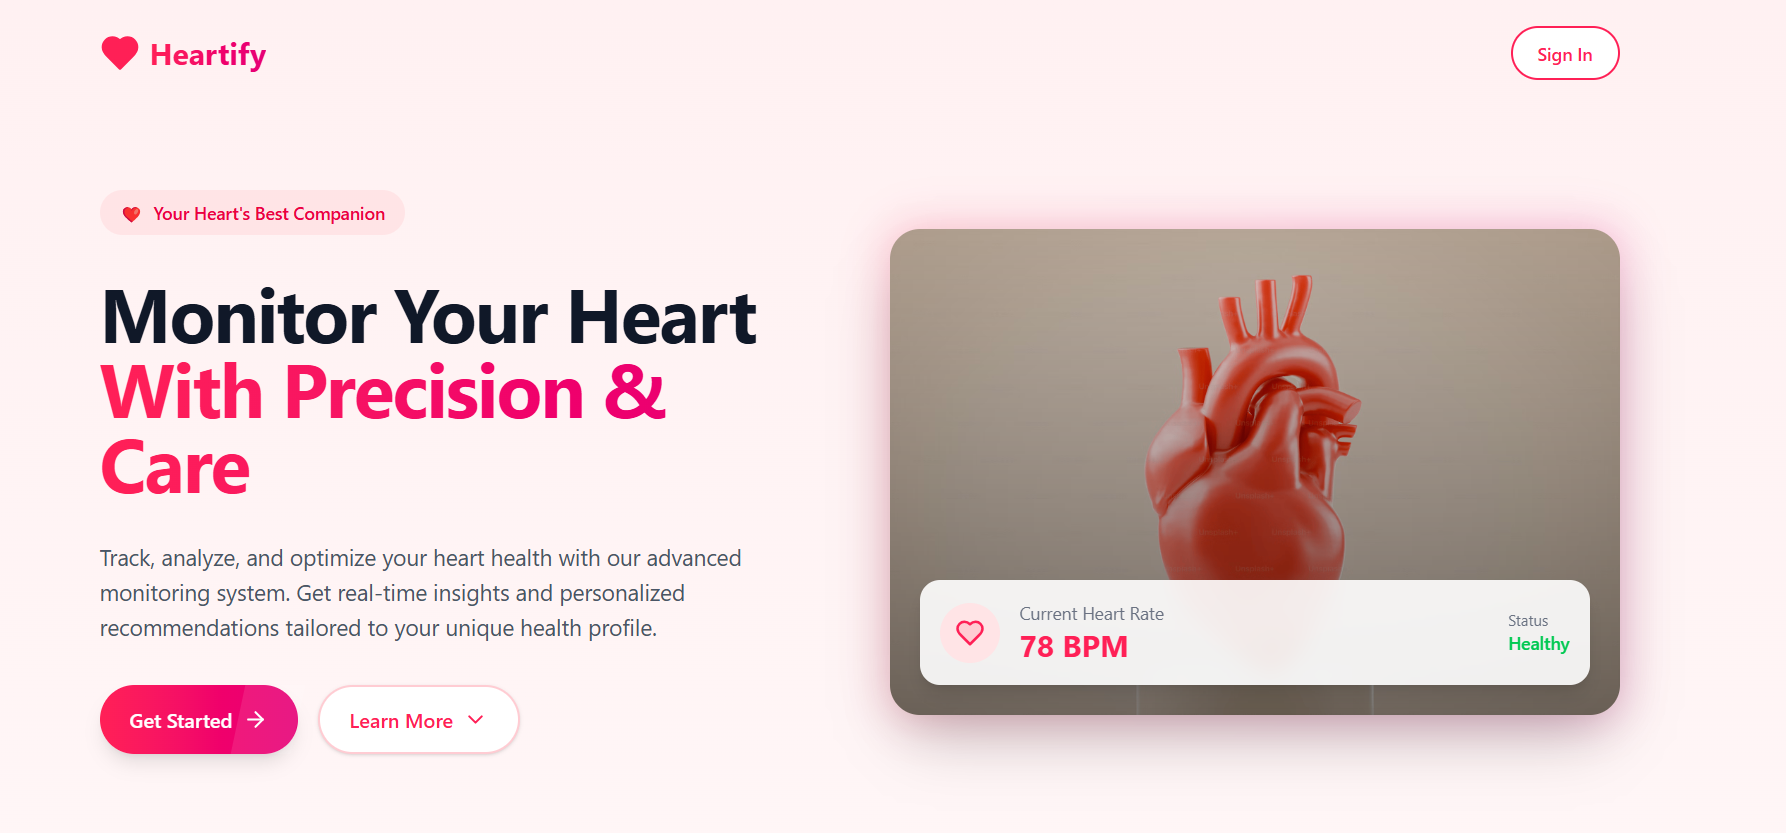 Heartify
Sign In
Your Heart's Best Companion
Monitor Your Heart
With Precision &
Care
Track, analyze, and optimize your heart health with our advanced
monitoring system. Get real-time insights and personalized
recommendations tailored to your unique health profile.
Get Started
Learn More
Current Heart Rate
78 BPM
Status
Healthy